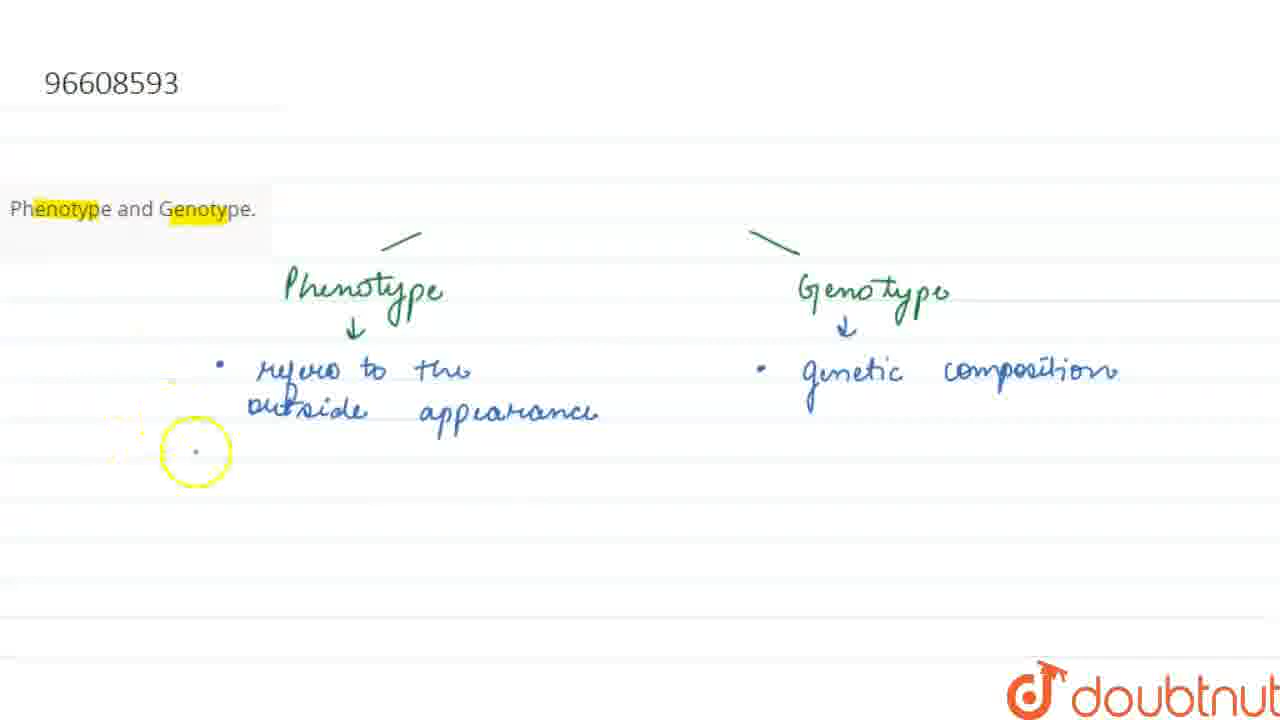 96608593
Phenotype and Genotype.
Phenotype
Genotype
↓
↓
• refers to the
outside appearance
• genetic composition
doubtnut